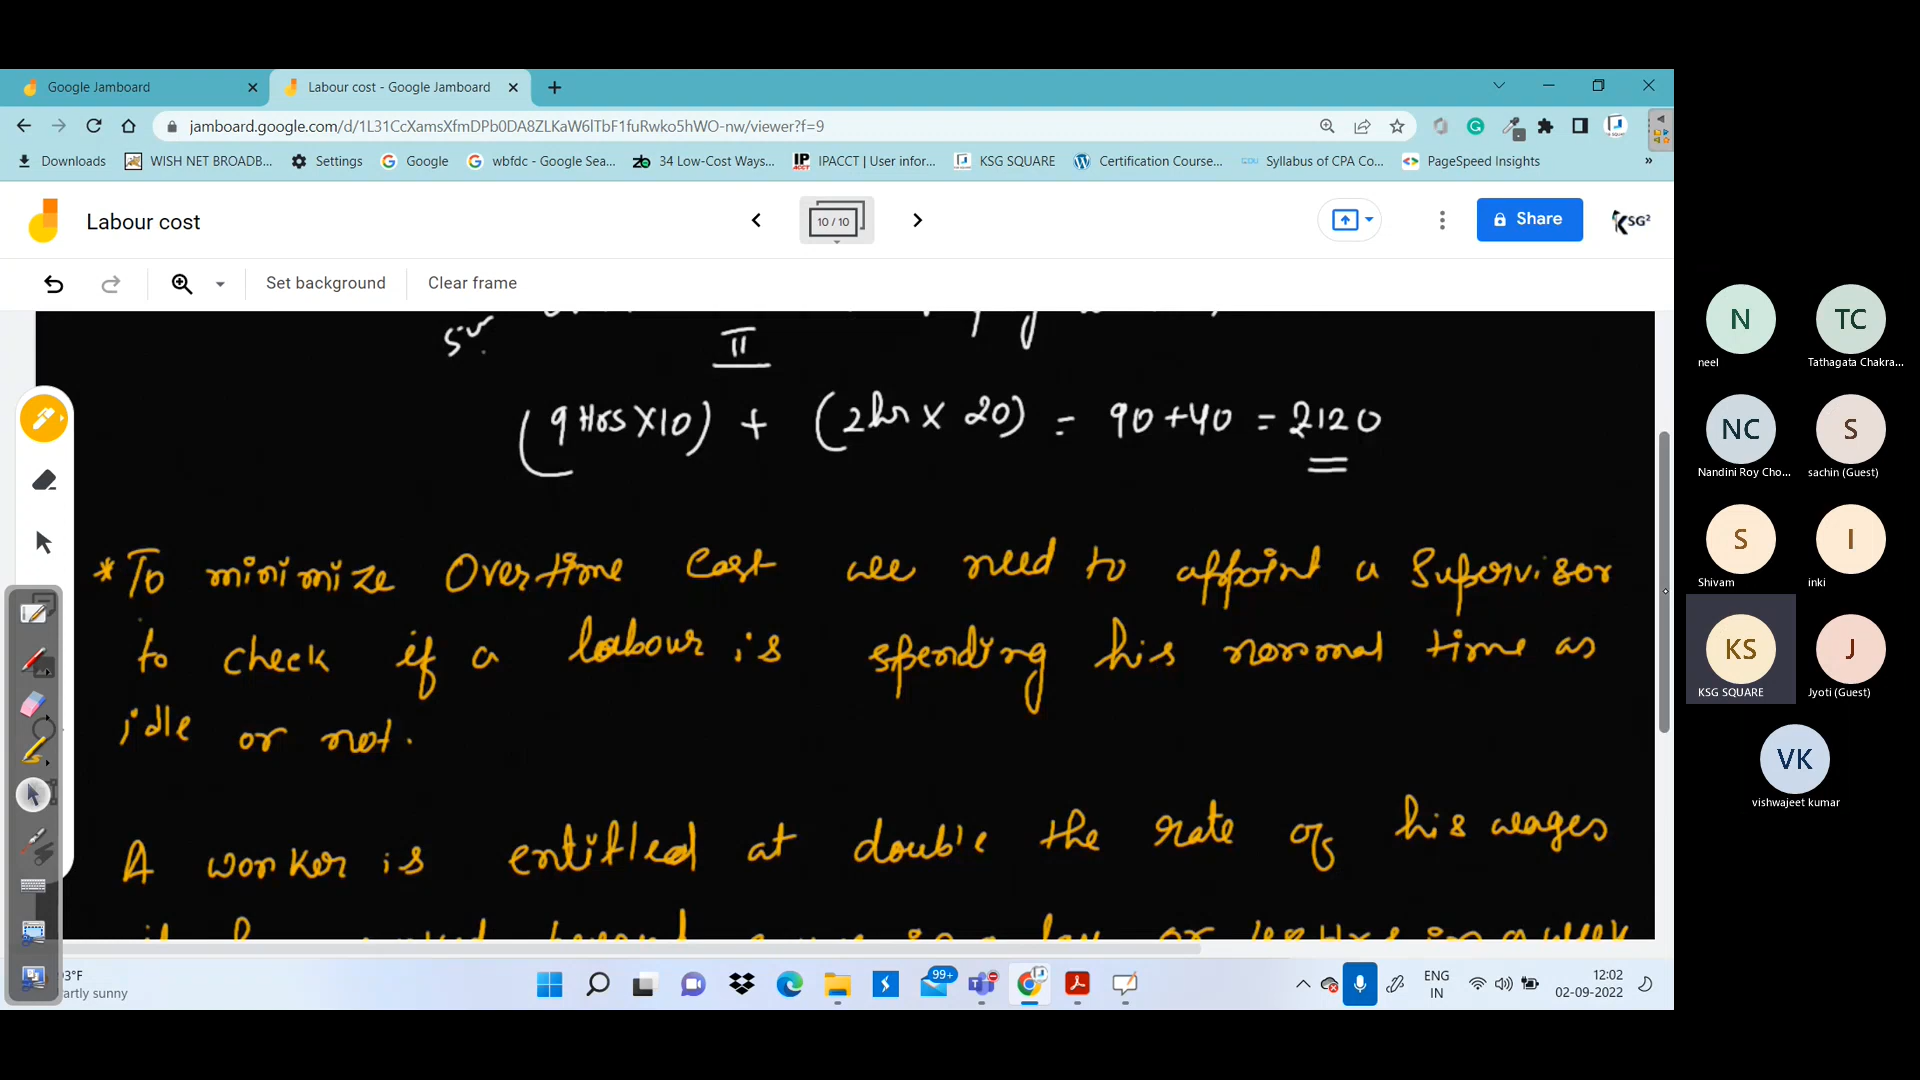 Google Jamboard
Labour cost - Google Jamboard
jamboard.google.com/d/1L31CcXamsXfmDPb0DA8ZLKaW6lTbF1fuRwko5hWO-nw/viewer?f=9
Downloads WISH NET BROADB... Settings Google wbfdc - Google Sea... 34 Low-Cost Ways... IPACCT | User infor... KSG SQUARE Certification Course... Syllabus of CPA Co... PageSpeed Insights »
Labour cost
10 / 10
Share
KSG²
Set background Clear frame
II
(9 Hrs X 10) + (2 hr X 20) = 90 + 40 = 2120
* To minimize Overtime Cost we need to appoint a Supervisor
to check if a labour is spending his normal time as
idle or not.
A worker is entitled at double the rate of his wages
N TC
neel Tathagata Chakra...
NC S
Nandini Roy Cho... sachin (Guest)
S I
Shivam inki
KS J
KSG SQUARE Jyoti (Guest)
VK
vishwajeet kumar
93°F
artly sunny
99+
ENG
IN
12:02
02-09-2022